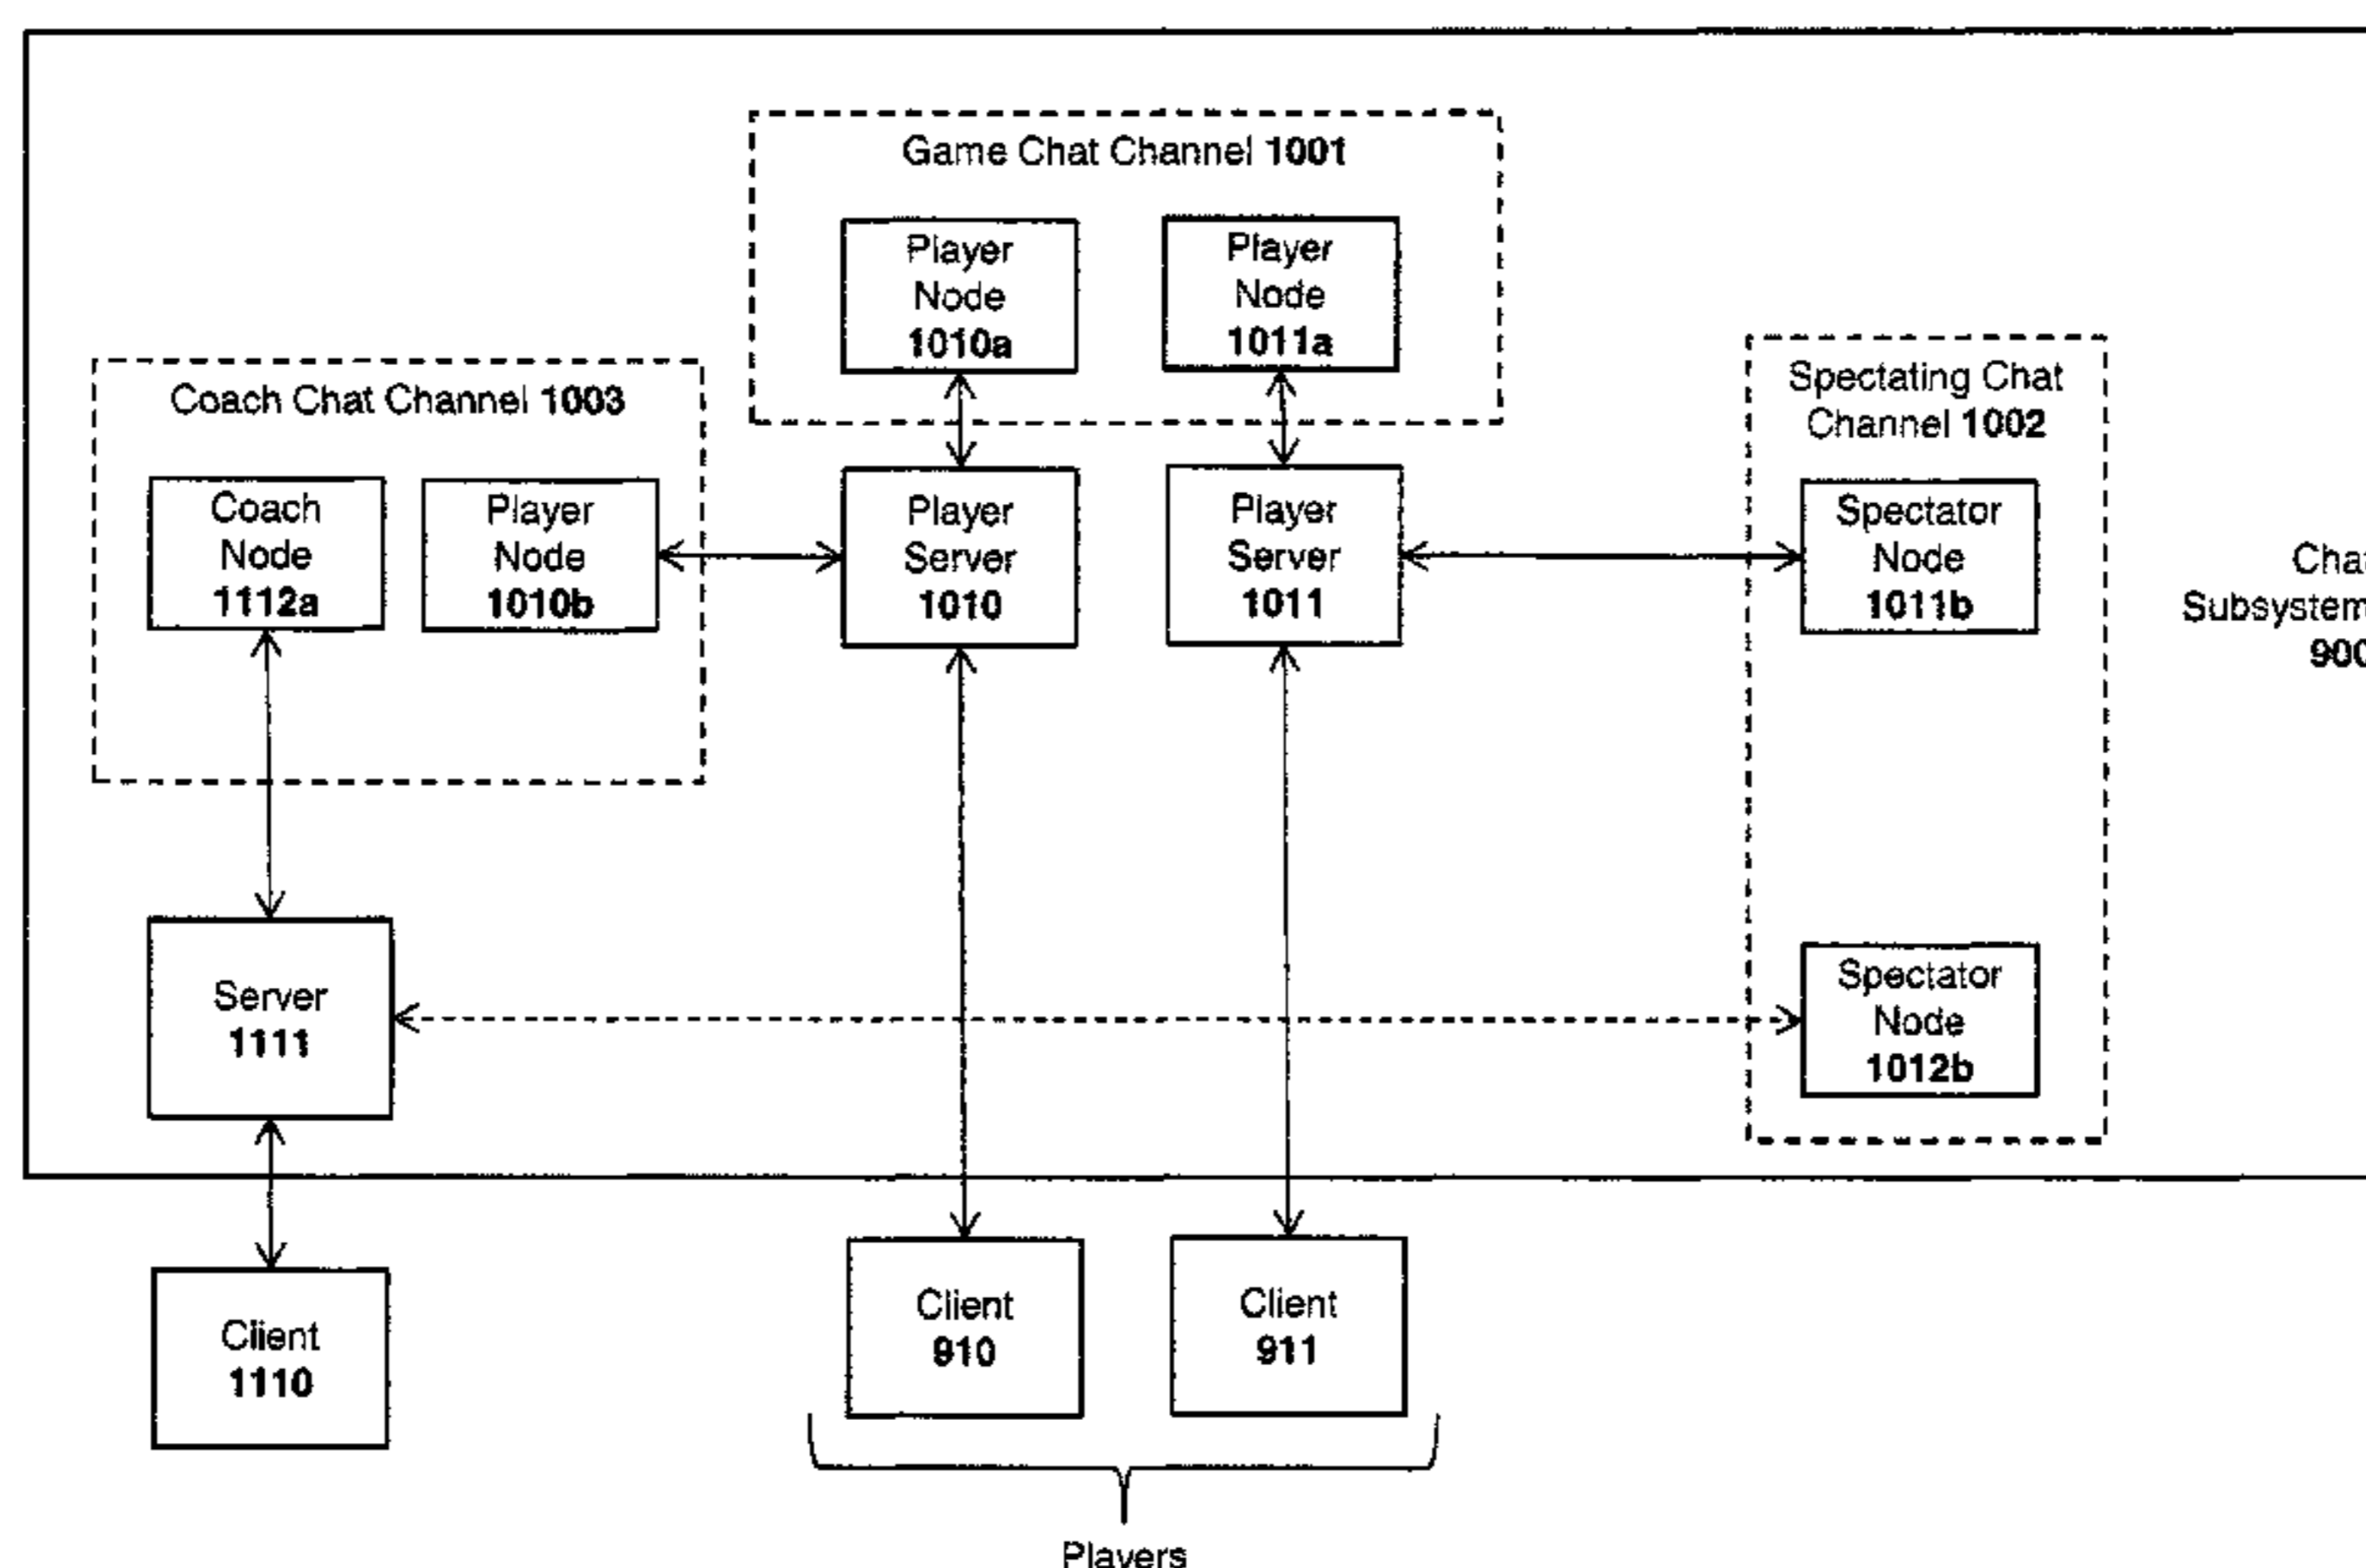 Game Chat Channel 1001
Player
Node
1010a
Player
Node
1011a
Coach Chat Channel 1003
Coach
Node
1112a
Player
Node
1010b
Player
Server
1010
Player
Server
1011
Spectating Chat
Channel 1002
Spectator
Node
1011b
Spectator
Node
1012b
Subsystem
900
Server
1111
Client
1110
Client
910
Client
911
Players